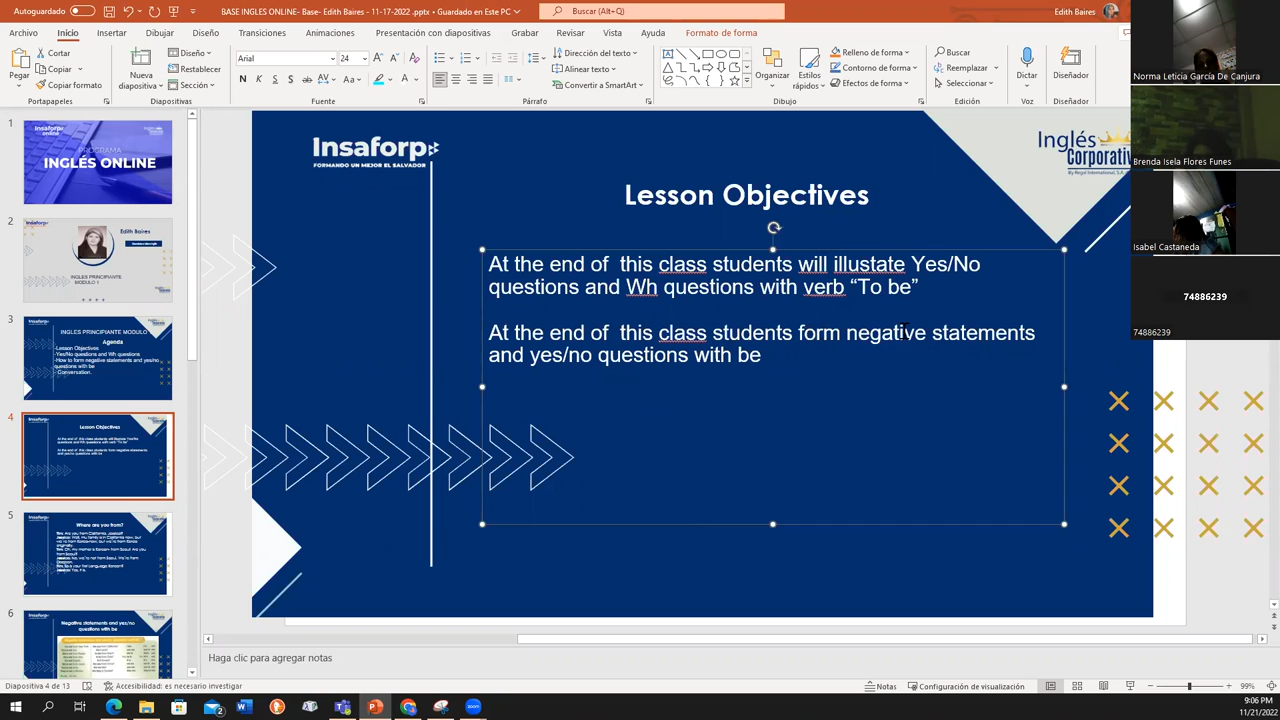 Autoguardado
BASE INGLES ONLINE- Base- Edith Baires - 11-17-2022 .pptx • Guardado en Este PC
Buscar (Alt+Q)
Edith Baires
Archivo
Inicio
Insertar
Dibujar
Diseño
Transiciones
Animaciones
Presentación con diapositivas
Grabar
Revisar
Vista
Ayuda
Formato de forma
Pegar
Cortar
Copiar
Copiar formato
Portapapeles
Nueva
diapositiva
Diseño
Restablecer
Sección
Diapositivas
Arial
24
Fuente
Dirección del texto
Alinear texto
Convertir a SmartArt
Párrafo
Organizar
Estilos
rápidos
Relleno de forma
Contorno de forma
Efectos de forma
Dibujo
Buscar
Reemplazar
Seleccionar
Edición
Dictar
Voz
Diseñador
Diseñador
Norma Leticia García De Canjura
Brenda Isela Flores Funes
Isabel Castaneda
74886239
74886239
1
Insaforp
online
PROGRAMA
INGLÉS ONLINE
2
Insaforp
Edith Baires
INGLES PRINCIPIANTE
MODULO 1
3
Insaforp
INGLES PRINCIPIANTE MODULO
Agenda
-Lesson Objectives
-Yes/No questions and Wh questions
-How to form negative statements and yes/no
questions with be
- Conversation.
4
Insaforp
Lesson Objectives
At the end of this class students will illustate Yes/No
questions and Wh questions with verb "To be"
At the end of this class students form negative statements
and yes/no questions with be
5
Insaforp
Where are you from?
6
Insaforp
Negative statements and yes/no
questions with be
Insaforp
FORMANDO UN MEJOR EL SALVADOR
Inglés
Corporativo
By Regal International, S.A.
Lesson Objectives
At the end of  this class students will illustate Yes/No
questions and Wh questions with verb “To be”
At the end of  this class students form negative statements
and yes/no questions with be
Haga clic para agregar notas
Diapositiva 4 de 13
Accesibilidad: es necesario investigar
Notas
Configuración de visualización
99%
9:06 PM
11/21/2022